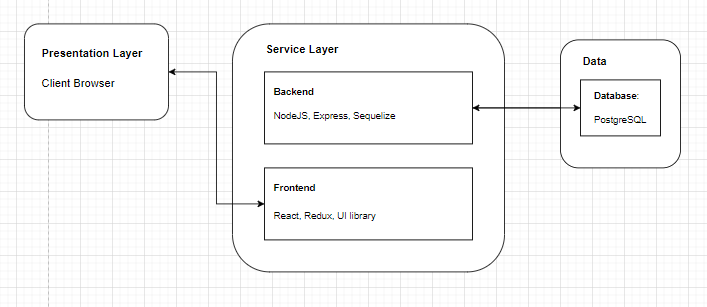 Presentation Layer
Client Browser
Service Layer
Backend
NodeJS, Express, Sequelize
Frontend
React, Redux, UI library
Data
Database:
PostgreSQL